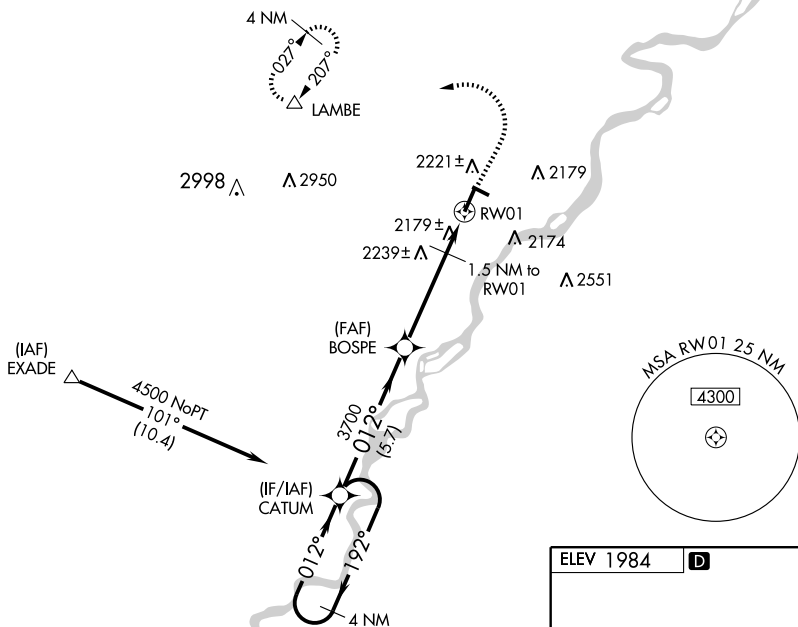 4 NM
027°
207°
LAMBE
2998
2950
2221±
2179
RW01
2179±
2174
2239±
1.5 NM to
RW01
2551
(FAF)
BOSPE
(IAF)
EXADE
4500 NoPT
101°
(10.4)
3700
012°
(5.7)
(IF/IAF)
CATUM
012°
192°
4 NM
MSA RW01 25 NM
4300
ELEV 1984 D